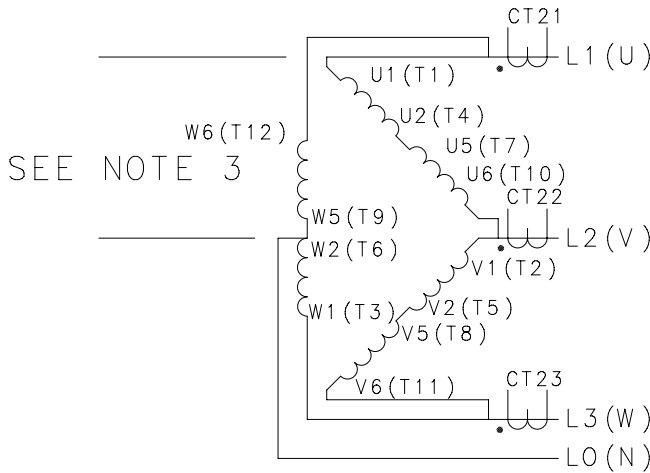 CT21
L1(U)
U1(T1)
U2(T4)
W6(T12)
U5(T7)
SEE NOTE 3
U6(T10)
CT22
W5(T9)
L2(V)
W2(T6)
V1(T2)
W1(T3)
V2(T5)
V5(T8)
V6(T11)
CT23
L3(W)
L0(N)